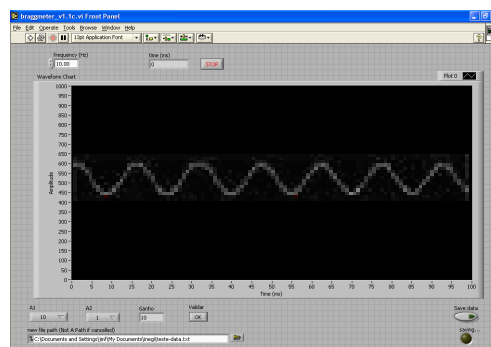 braggmeter_v1.1c.vi Front Panel
File Edit Operate Tools Browse Window Help
13pt Application Font
frequency (Hz)
10.00
time (ms)
0
STOP
Waveform Chart
Plot 0
1000
950
900
850
800
750
700
650
600
550
500
450
400
350
300
250
200
150
100
50
0
Amplitude
0 5 10 15 20 25 30 35 40 45 50 55 60 65 70 75 80 85 90 95 100
Time (ms)
A1
10
A2
1
Ganho
10
Validar
OK
Save data
new file path (Not A Path if cancelled)
C:\Documents and Settings\jnf\My Documents\inegi\teste-data.txt
saving...